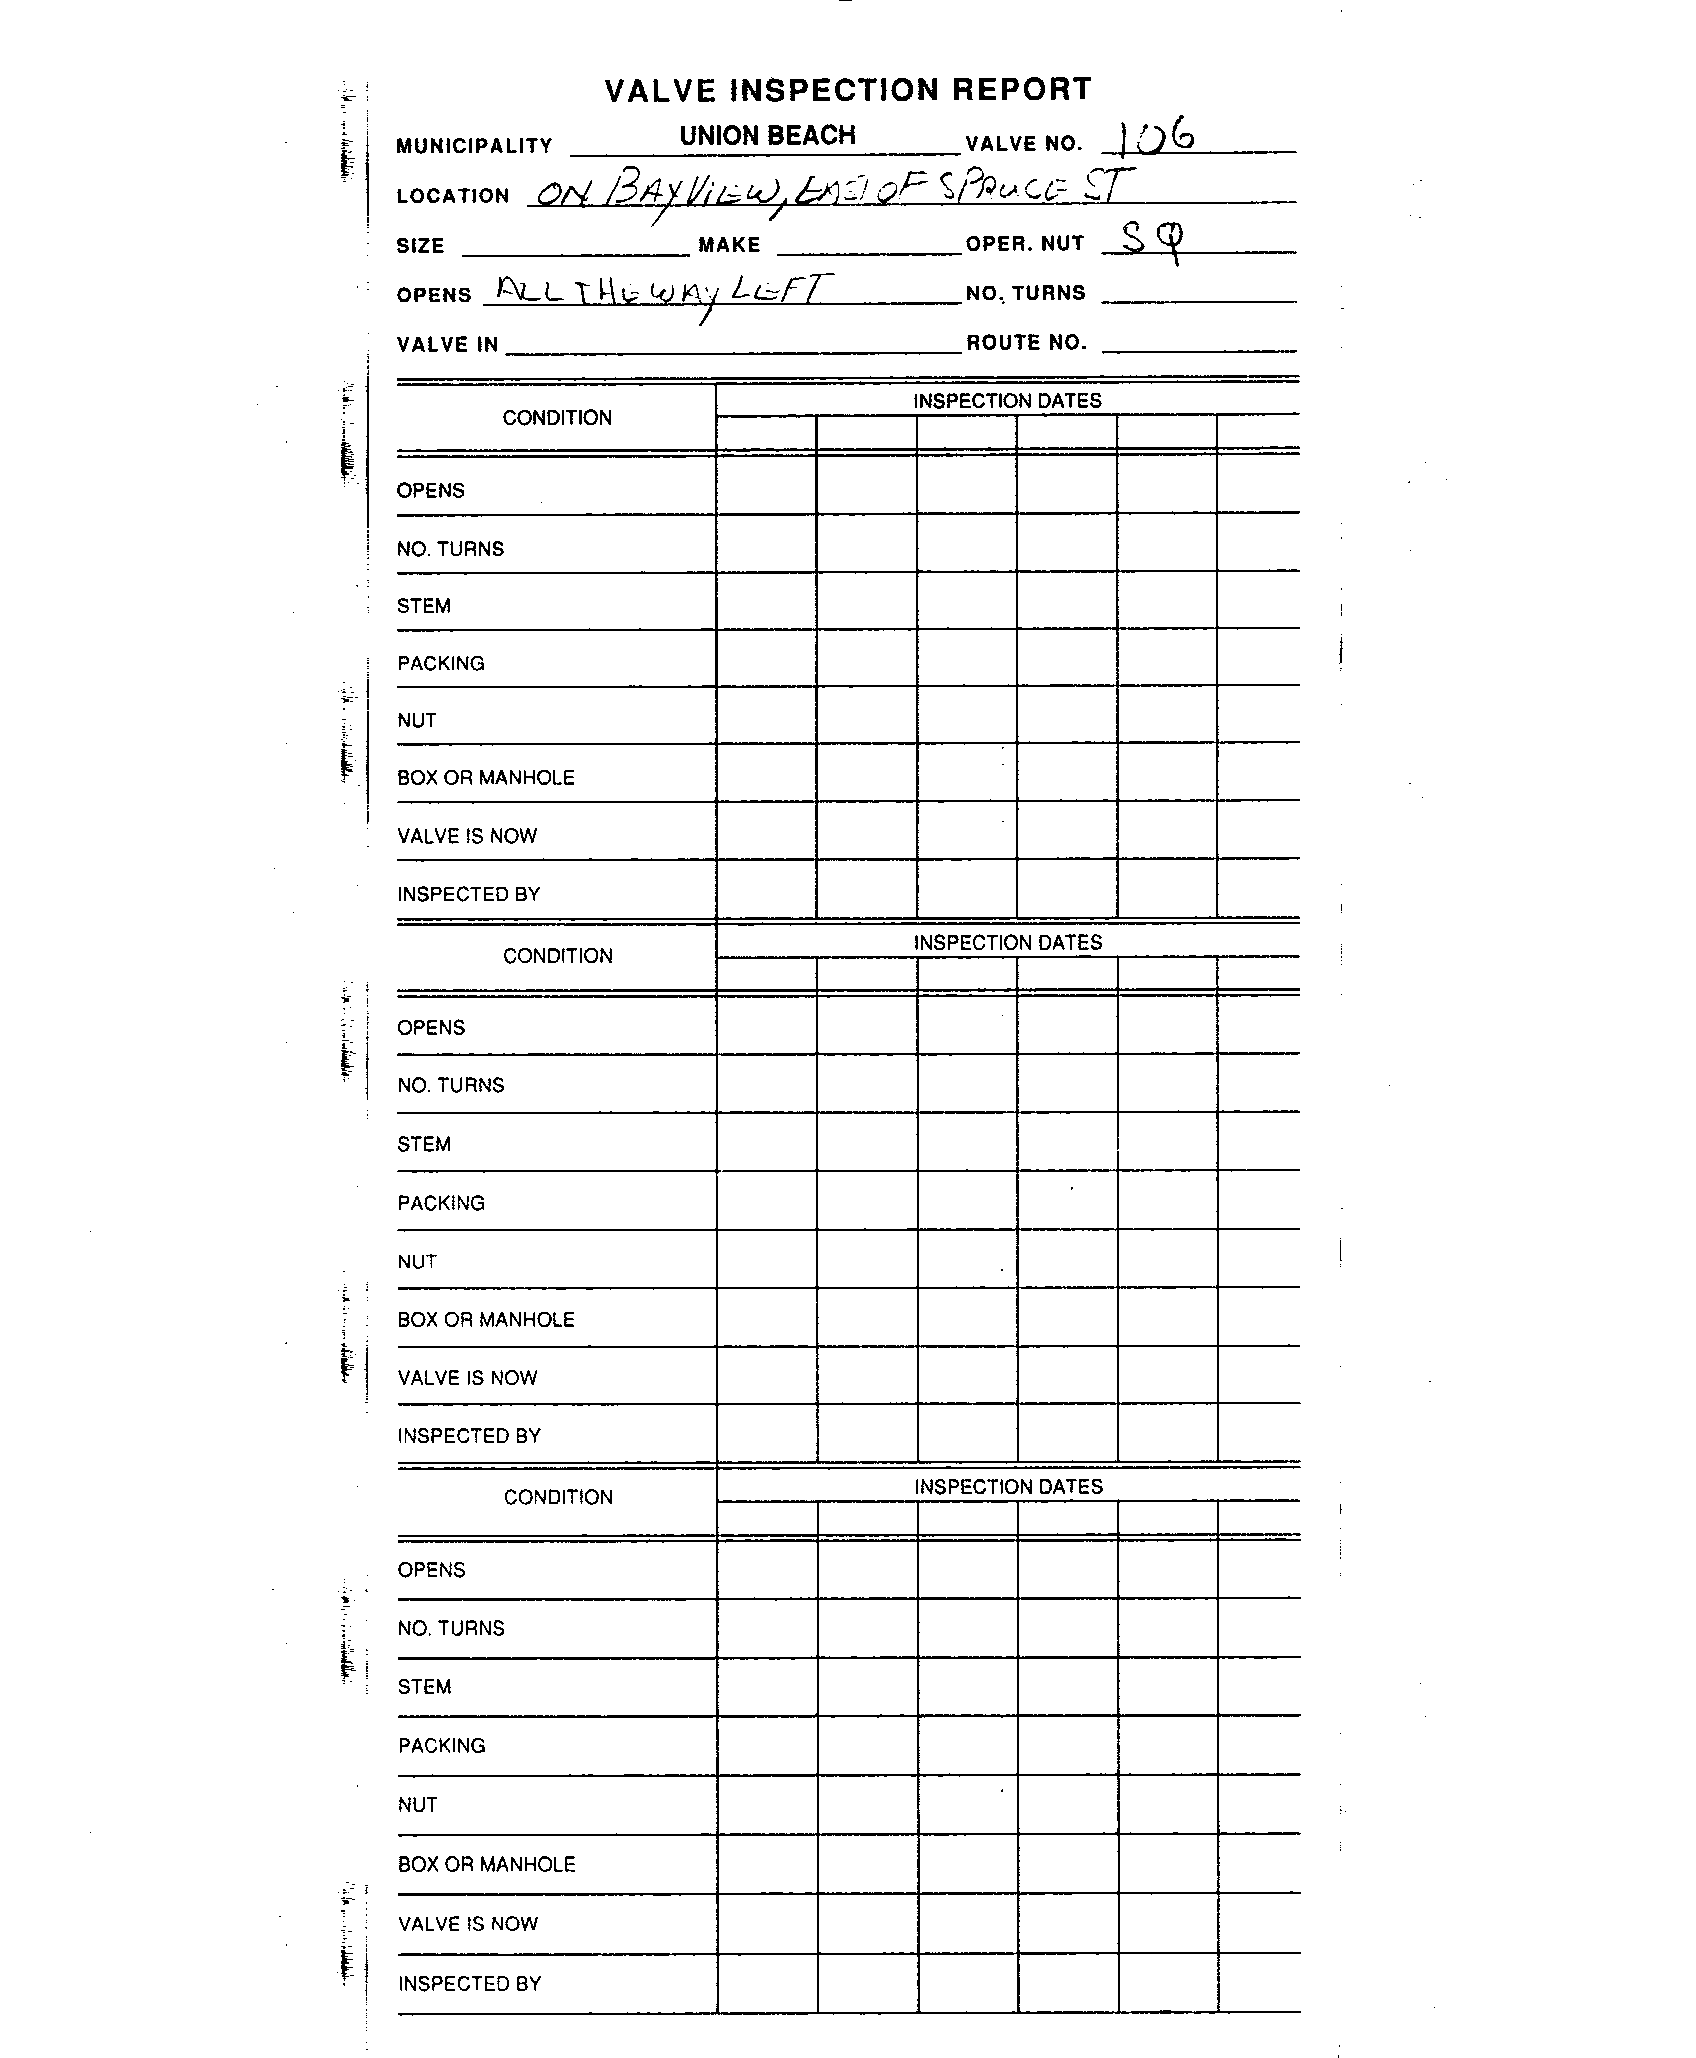 VALVE INSPECTION REPORT
MUNICIPALITY UNION BEACH VALVE NO. 106
LOCATION ON BAYVIEW, EAST OF SPRUCE ST
SIZE MAKE OPER. NUT SQ
OPENS ALL THE WAY LEFT NO. TURNS
VALVE IN ROUTE NO.
CONDITION INSPECTION DATES
OPENS
NO. TURNS
STEM
PACKING
NUT
BOX OR MANHOLE
VALVE IS NOW
INSPECTED BY
CONDITION INSPECTION DATES
OPENS
NO. TURNS
STEM
PACKING
NUT
BOX OR MANHOLE
VALVE IS NOW
INSPECTED BY
CONDITION INSPECTION DATES
OPENS
NO. TURNS
STEM
PACKING
NUT
BOX OR MANHOLE
VALVE IS NOW
INSPECTED BY